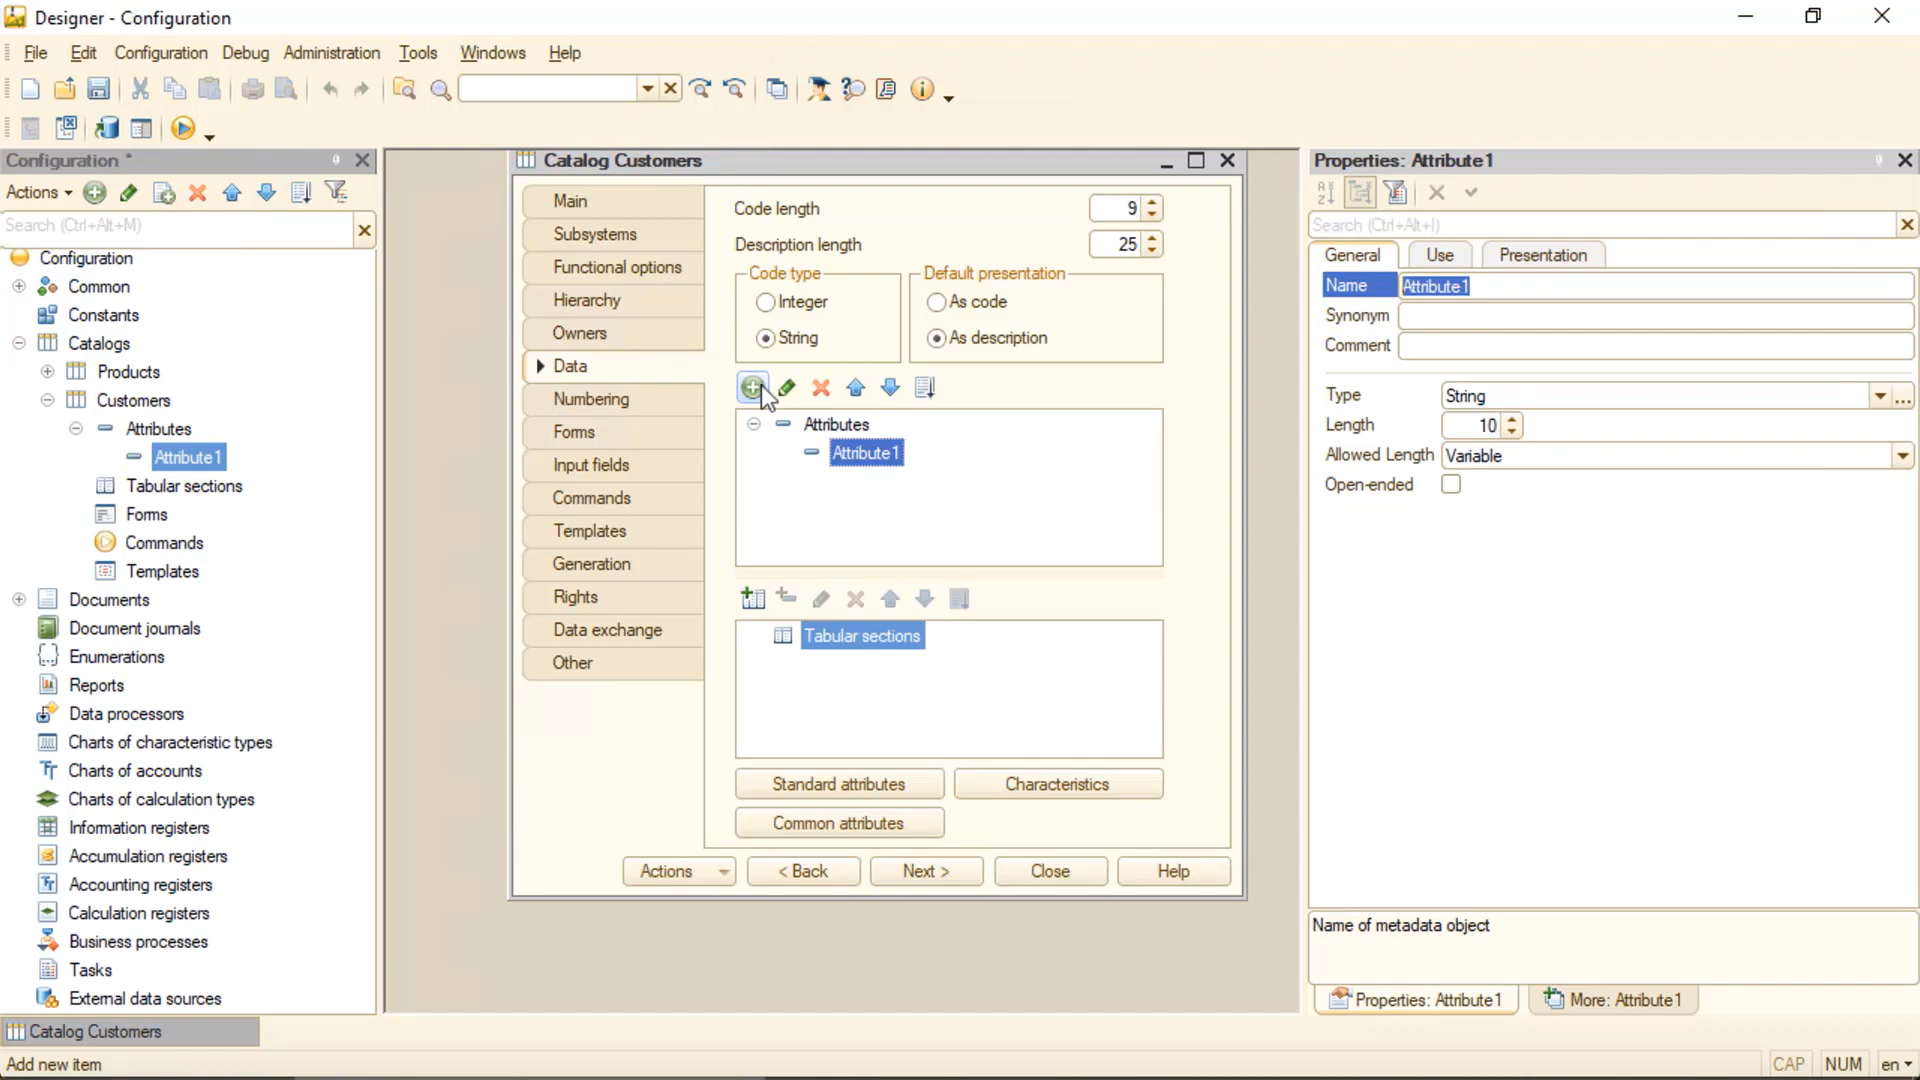 Designer - Configuration
File Edit Configuration Debug Administration Tools Windows Help
Configuration *
Actions
Search (Ctrl+Alt+M)
Configuration
Common
Constants
Catalogs
Products
Customers
Attributes
Attribute1
Tabular sections
Forms
Commands
Templates
Documents
Document journals
Enumerations
Reports
Data processors
Charts of characteristic types
Charts of accounts
Charts of calculation types
Information registers
Accumulation registers
Accounting registers
Calculation registers
Business processes
Tasks
External data sources
Catalog Customers
Main
Subsystems
Functional options
Hierarchy
Owners
Data
Numbering
Forms
Input fields
Commands
Templates
Generation
Rights
Data exchange
Other
Code length 9
Description length 25
Code type Default presentation
Integer As code
String As description
Attributes
Attribute1
Tabular sections
Standard attributes Characteristics
Common attributes
Actions < Back Next > Close Help
Properties: Attribute1
Search (Ctrl+Alt+I)
General Use Presentation
Name Attribute1
Synonym
Comment
Type String ...
Length 10
Allowed Length Variable
Open-ended
Name of metadata object
Properties: Attribute1 More: Attribute1
Catalog Customers
Add new item CAP NUM en